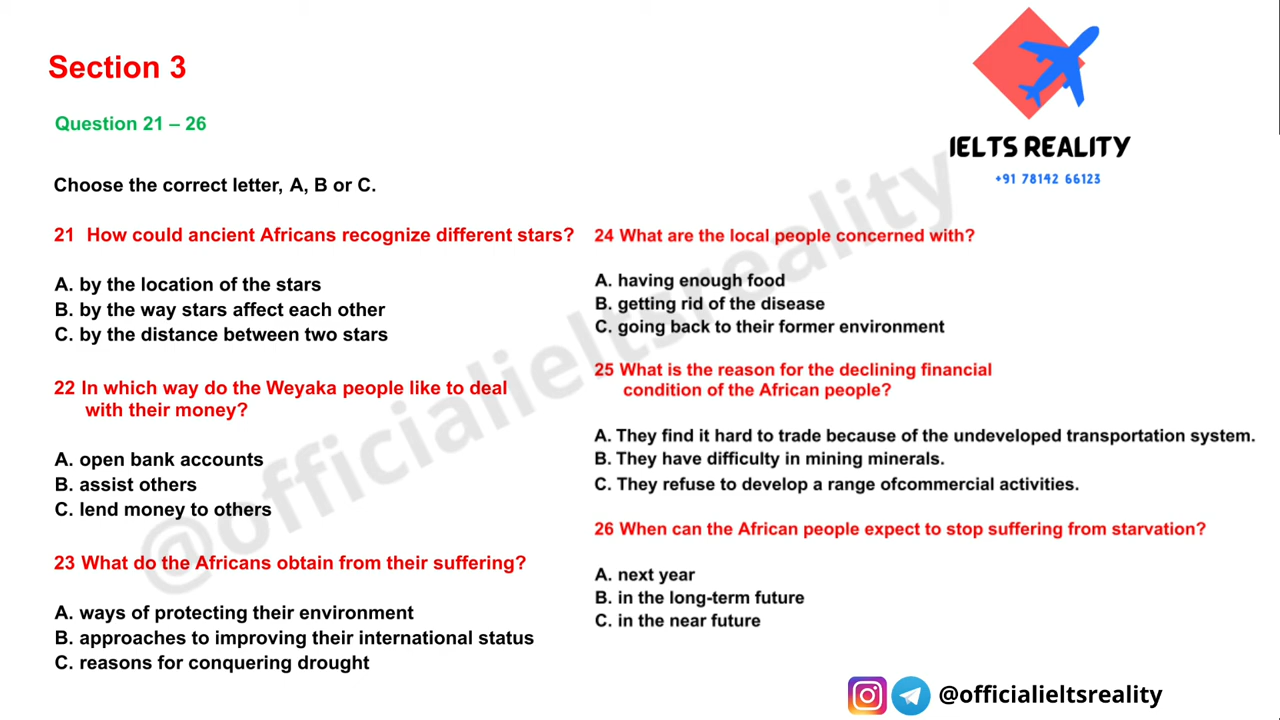 Section 3
Question 21 – 26
IELTS REALITY
+91 78142 66123
Choose the correct letter, A, B or C.
21 How could ancient Africans recognize different stars?
A. by the location of the stars
B. by the way stars affect each other
C. by the distance between two stars
22 In which way do the Weyaka people like to deal
with their money?
A. open bank accounts
B. assist others
C. lend money to others
23 What do the Africans obtain from their suffering?
A. ways of protecting their environment
B. approaches to improving their international status
C. reasons for conquering drought
24 What are the local people concerned with?
A. having enough food
B. getting rid of the disease
C. going back to their former environment
25 What is the reason for the declining financial
condition of the African people?
A. They find it hard to trade because of the undeveloped transportation system.
B. They have difficulty in mining minerals.
C. They refuse to develop a range ofcommercial activities.
26 When can the African people expect to stop suffering from starvation?
A. next year
B. in the long-term future
C. in the near future
@officialieltsreality
@officialieltsreality